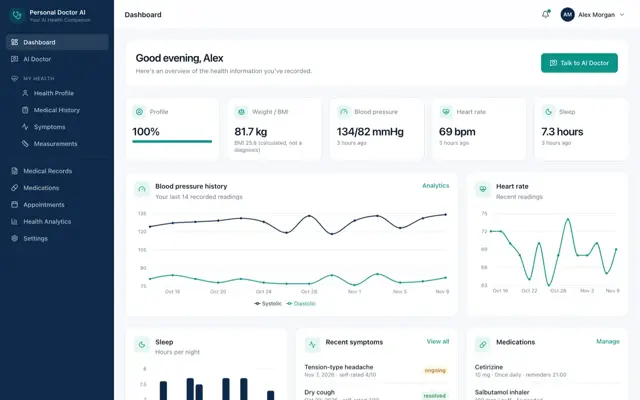 Personal Doctor AI
Your AI Health Companion
Dashboard
AI Doctor
MY HEALTH
Health Profile
Medical History
Symptoms
Measurements
Medical Records
Medications
Appointments
Health Analytics
Settings
Dashboard
AM
Alex Morgan
Good evening, Alex
Here's an overview of the health information you've recorded.
Talk to AI Doctor
Profile
100%
Weight / BMI
81.7 kg
BMI 25.8 (calculated, not a
diagnosis)
Blood pressure
134/82 mmHg
3 hours ago
Heart rate
69 bpm
Sleep
7.3 hours
3 hours ago
Blood pressure history
Your last 14 recorded readings
Analytics
135
120
105
90
75
Oct 16
Oct 20
Oct 24
Oct 28
Nov 1
Nov 5
Nov 9
Systolic
Diastolic
Heart rate
Recent readings
75
72
69
66
63
Oct 16
Oct 22
Oct 28
Nov 3
Nov 9
Sleep
Hours per night
8
Recent symptoms
View all
Tension-type headache
Nov 7, 2026 · self-rated 4/10
ongoing
Dry cough
resolved
Medications
Manage
Cetirizine
10 mg · Once daily · reminders 21:00
Salbutamol inhaler